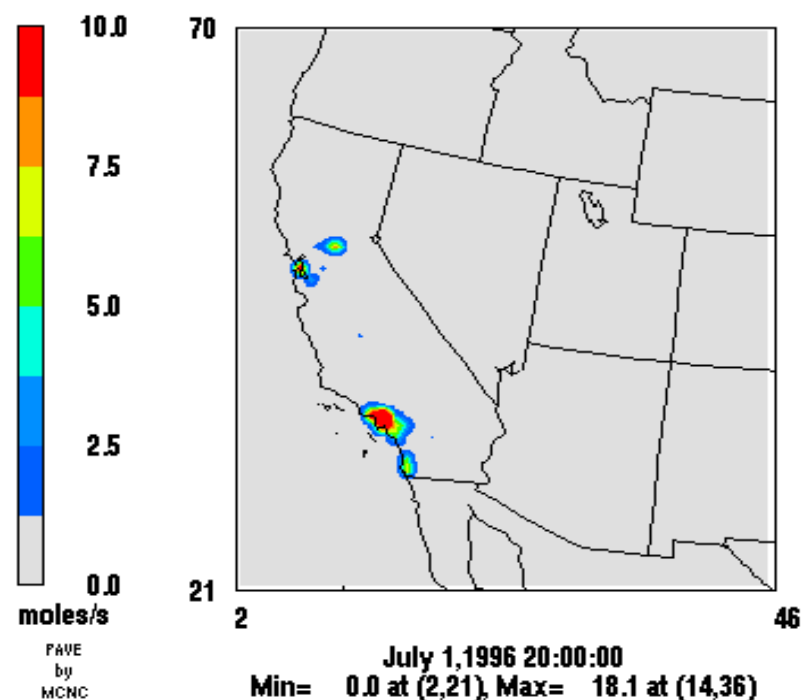 10.0
70
7.5
5.0
2.5
0.0
21
moles/s
2
46
PAVE
by
MCNC
July 1,1996 20:00:00
Min= 0.0 at (2,21), Max= 18.1 at (14,36)